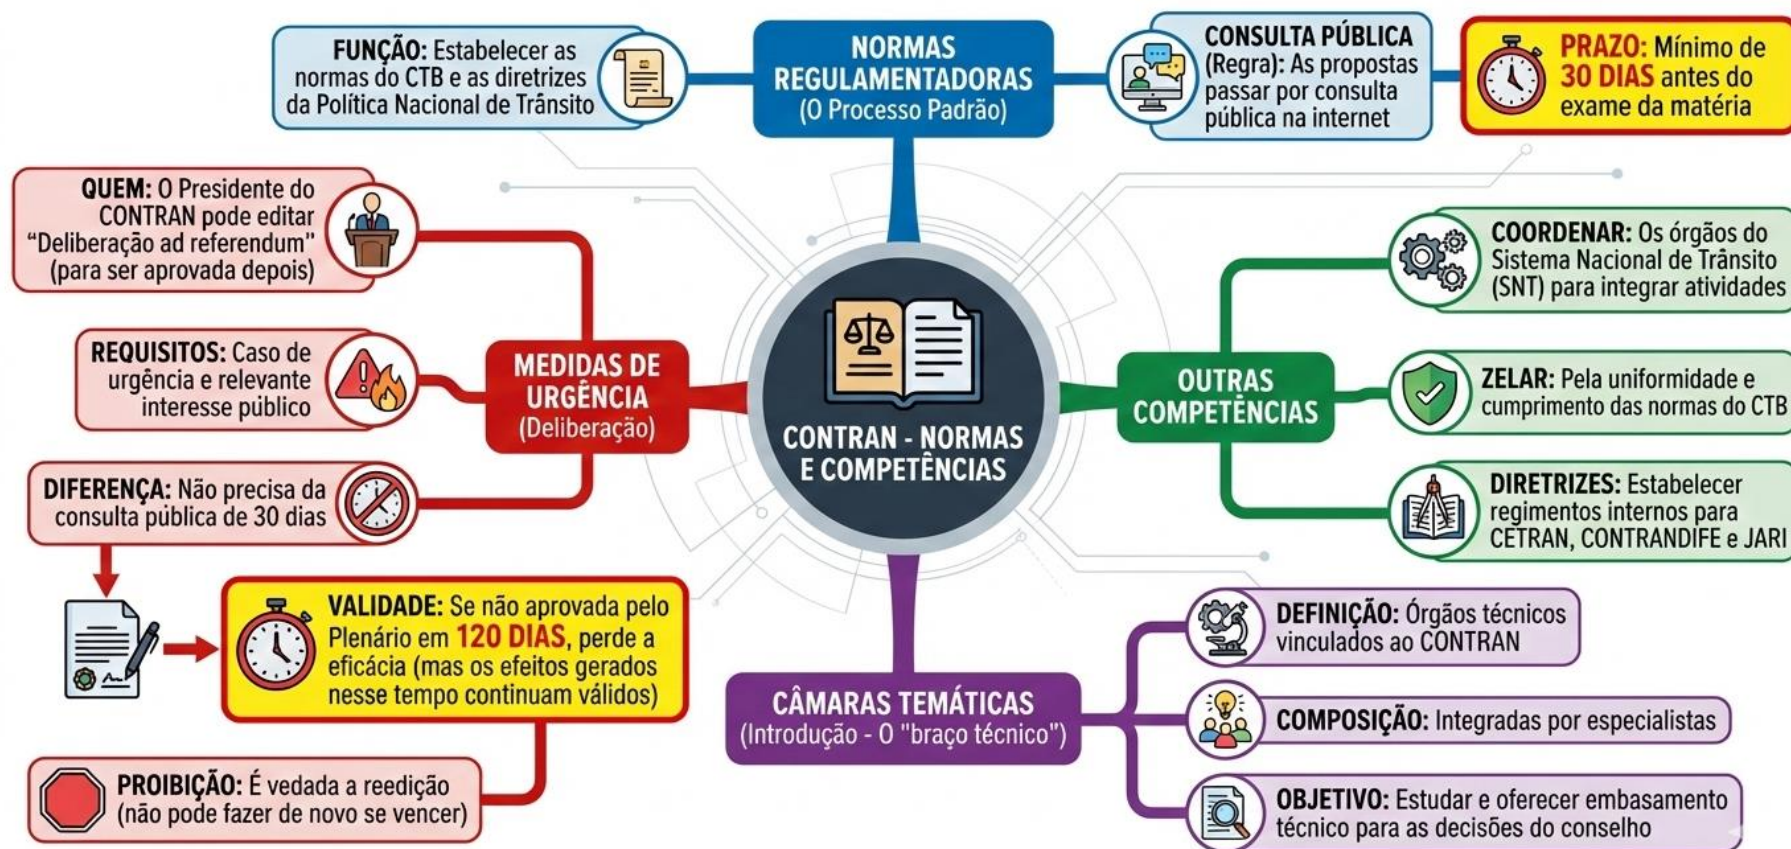 FUNÇÃO: Estabelecer as
normas do CTB e as diretrizes
da Política Nacional de Trânsito
NORMAS
REGULAMENTADORAS
(O Processo Padrão)
CONSULTA PÚBLICA
(Regra): As propostas
passar por consulta
pública na internet
PRAZO: Mínimo de
30 DIAS antes do
exame da matéria
QUEM: O Presidente do
CONTRAN pode editar
“Deliberação ad referendum”
(para ser aprovada depois)
REQUISITOS: Caso de
urgência e relevante
interesse público
DIFERENÇA: Não precisa da
consulta pública de 30 dias
MEDIDAS DE
URGÊNCIA
(Deliberação)
VALIDADE: Se não aprovada pelo
Plenário em 120 DIAS, perde a
eficácia (mas os efeitos gerados
nesse tempo continuam válidos)
PROIBIÇÃO: É vedada a reedição
(não pode fazer de novo se vencer)
CONTRAN - NORMAS
E COMPETÊNCIAS
OUTRAS
COMPETÊNCIAS
COORDENAR: Os órgãos do
Sistema Nacional de Trânsito
(SNT) para integrar atividades
ZELAR: Pela uniformidade e
cumprimento das normas do CTB
DIRETRIZES: Estabelecer
regimentos internos para
CETRAN, CONTRANDIFE e JARI
CÂMARAS TEMÁTICAS
(Introdução - O "braço técnico")
DEFINIÇÃO: Órgãos técnicos
vinculados ao CONTRAN
COMPOSIÇÃO: Integradas por especialistas
OBJETIVO: Estudar e oferecer embasamento
técnico para as decisões do conselho